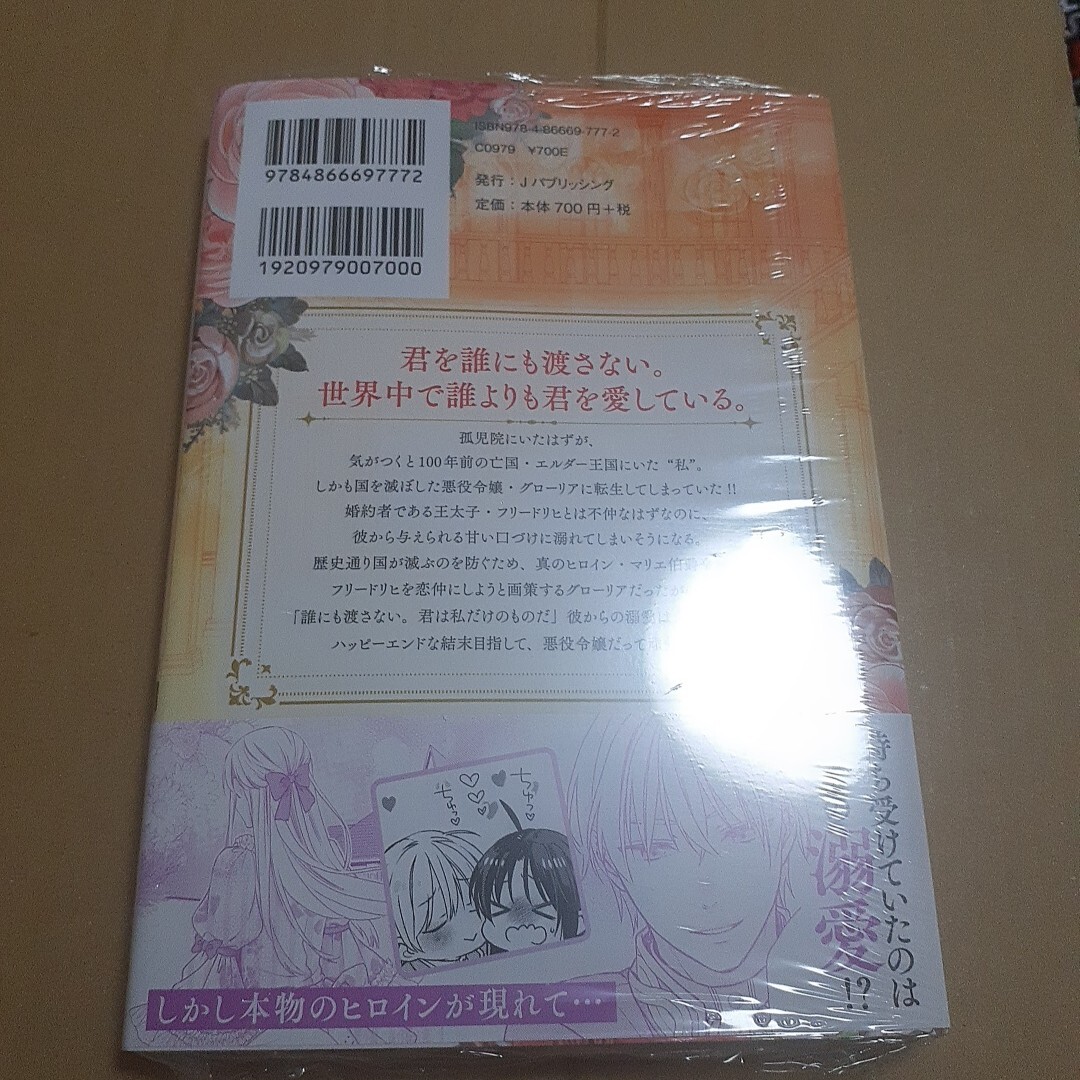 9784866697772
1920979007000
ISBN978-4-86669-777-2
C0979 ¥700E
発行：Jパブリッシング
定価：本体700円＋税
君を誰にも渡さない。
世界中で誰よりも君を愛している。
孤児院にいたはずが、
気がつくと100年前の亡国・エルダー王国にいた“私”。
しかも国を滅ぼした悪役令嬢・グローリアに転生してしまっていた!!
婚約者である王太子・フリードリヒとは不仲なはずなのに、
彼から与えられる甘い口づけに溺れてしまいそうになる。
歴史通り国が滅ぶのを防ぐため、真のヒロイン・マリエ伯爵
フリードリヒを恋仲にしようと画策するグローリアだったが
「誰にも渡さない。君は私だけのものだ」彼からの溺愛は
ハッピーエンドな結末目指して、悪役令嬢だって
待ち受けていたのは
溺愛!?
ちゅっ
ちゅっ
しかし本物のヒロインが現れて…